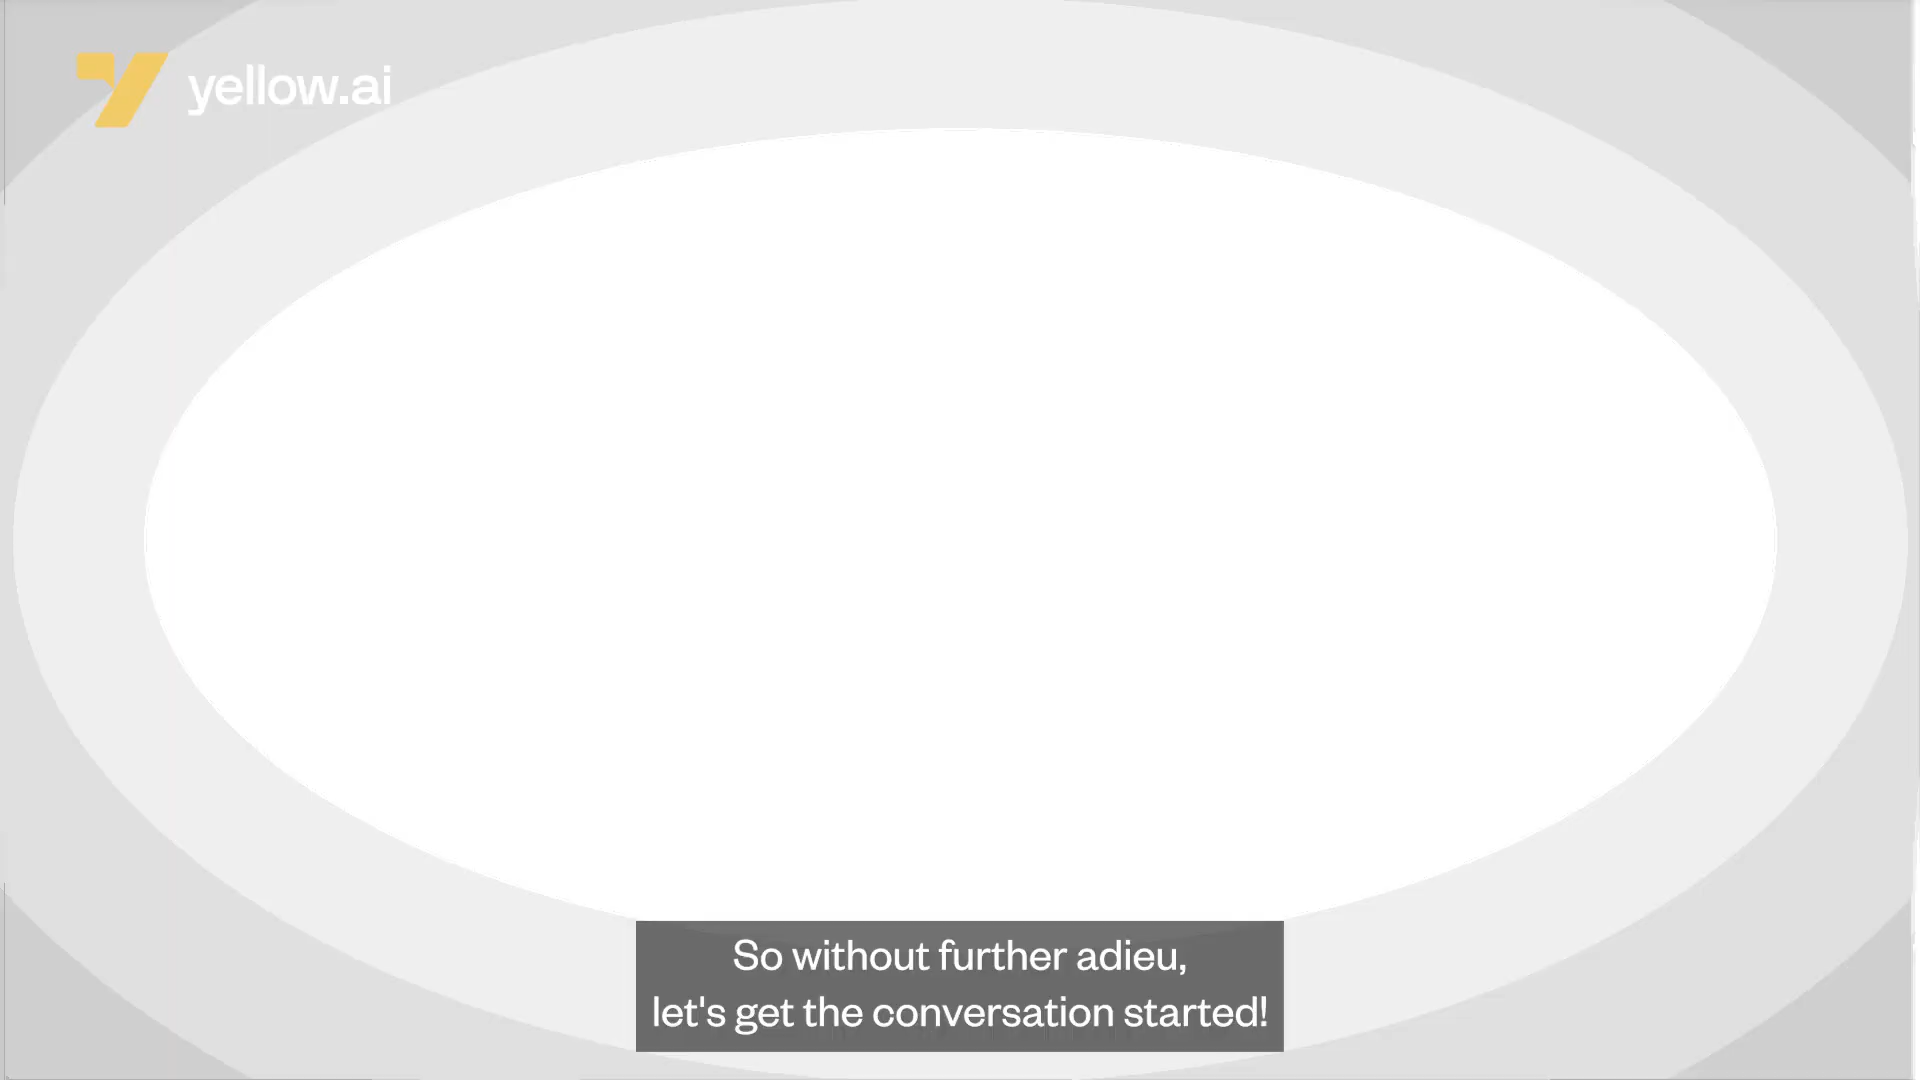 yellow.ai
So without further adieu,
let's get the conversation started!